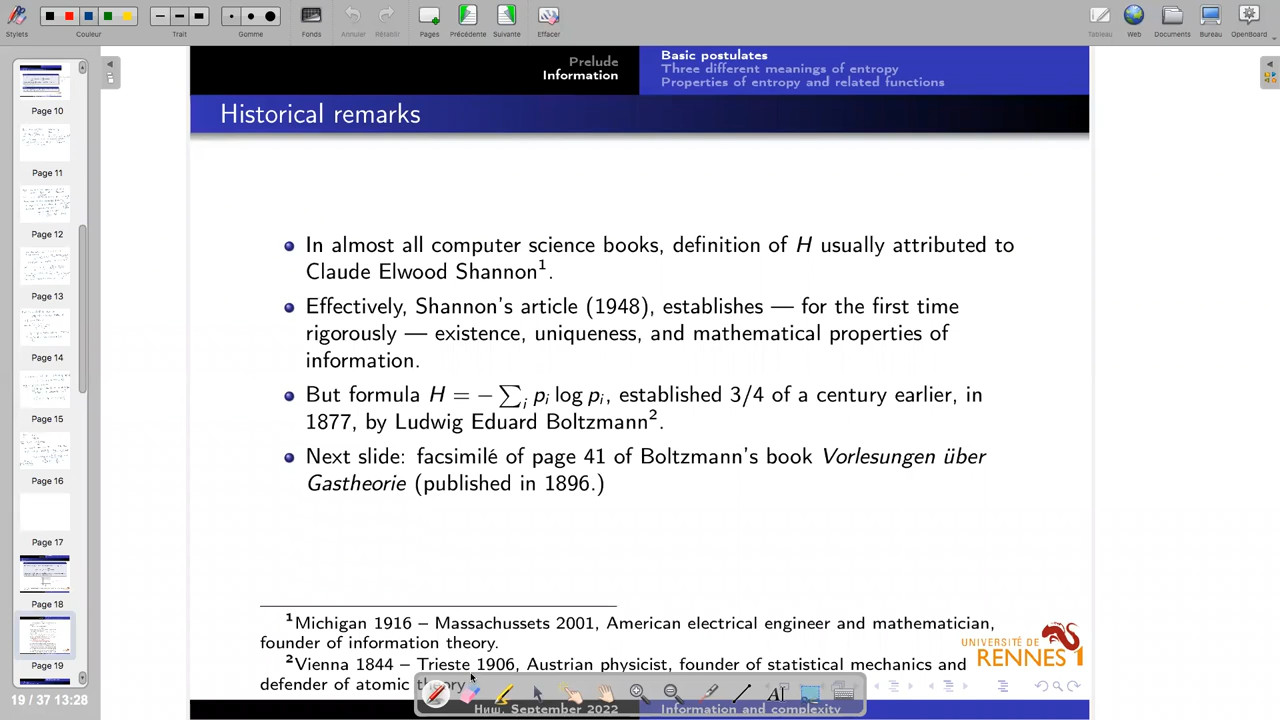 Stylets
Couleur
Trait
Gomme
Fonds
Annuler
Rétablir
Pages
Précédente
Suivante
Effacer
Tableau
Web
Documents
Bureau
OpenBoard
Prelude
Information
Basic postulates
Three different meanings of entropy
Properties of entropy and related functions
Historical remarks
Page 10
Page 11
Page 12
Page 13
Page 14
Page 15
Page 16
Page 17
Page 18
Page 19
In almost all computer science books, definition of H usually attributed to
Claude Elwood Shannon¹.
Effectively, Shannon's article (1948), establishes — for the first time
rigorously — existence, uniqueness, and mathematical properties of
information.
But formula H = − ∑ᵢ pᵢ log pᵢ, established 3/4 of a century earlier, in
1877, by Ludwig Eduard Boltzmann².
Next slide: facsimilé of page 41 of Boltzmann's book Vorlesungen über
Gastheorie (published in 1896.)
¹Michigan 1916 – Massachussets 2001, American electrical engineer and mathematician,
founder of information theory.
²Vienna 1844 – Trieste 1906, Austrian physicist, founder of statistical mechanics and
defender of atomic theory.
UNIVERSITÉ DE
RENNES 1
19 / 37 13:28
Ниш, September 2022
Information and complexity